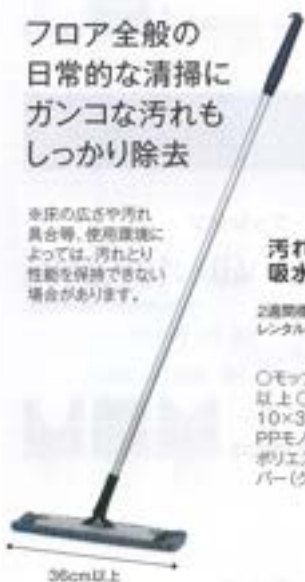 フロア全般の
日常的な清掃に
ガンコな汚れも
しっかり除去
※床の広さや汚れ
具合等、使用環境に
よっては、汚れとり
性能を保持できない
場合があります。
汚れ
吸水
2週間標
レンタル
○モップ
以上○
10×3
PPモノ
ポリエス
バー(ク
36cm以上